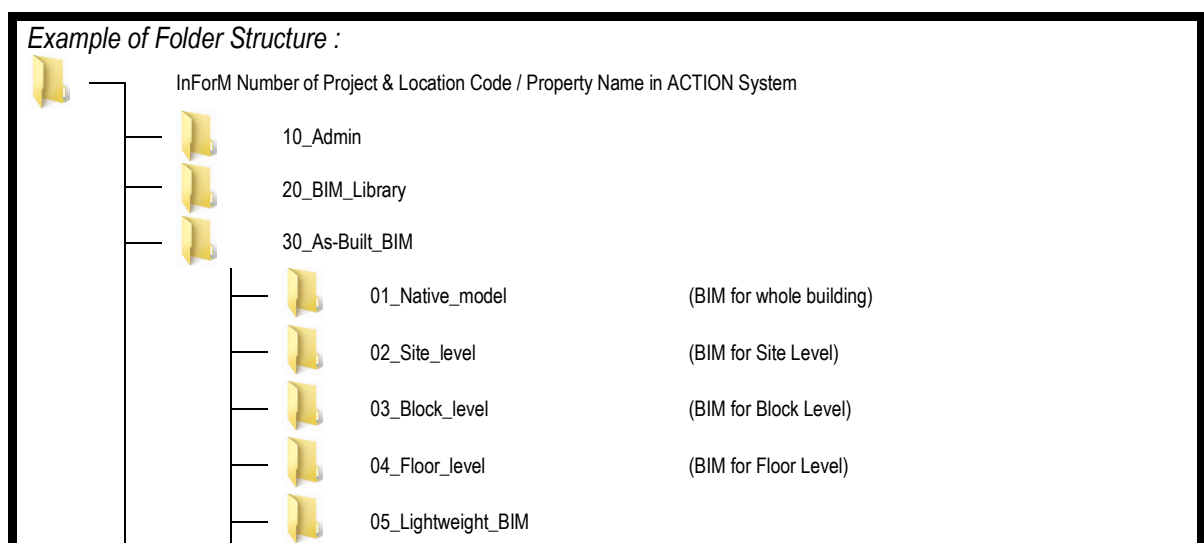 Example of Folder Structure :
InForM Number of Project & Location Code / Property Name in ACTION System
10_Admin
20_BIM_Library
30_As-Built_BIM
01_Native_model (BIM for whole building)
02_Site_level (BIM for Site Level)
03_Block_level (BIM for Block Level)
04_Floor_level (BIM for Floor Level)
05_Lightweight_BIM